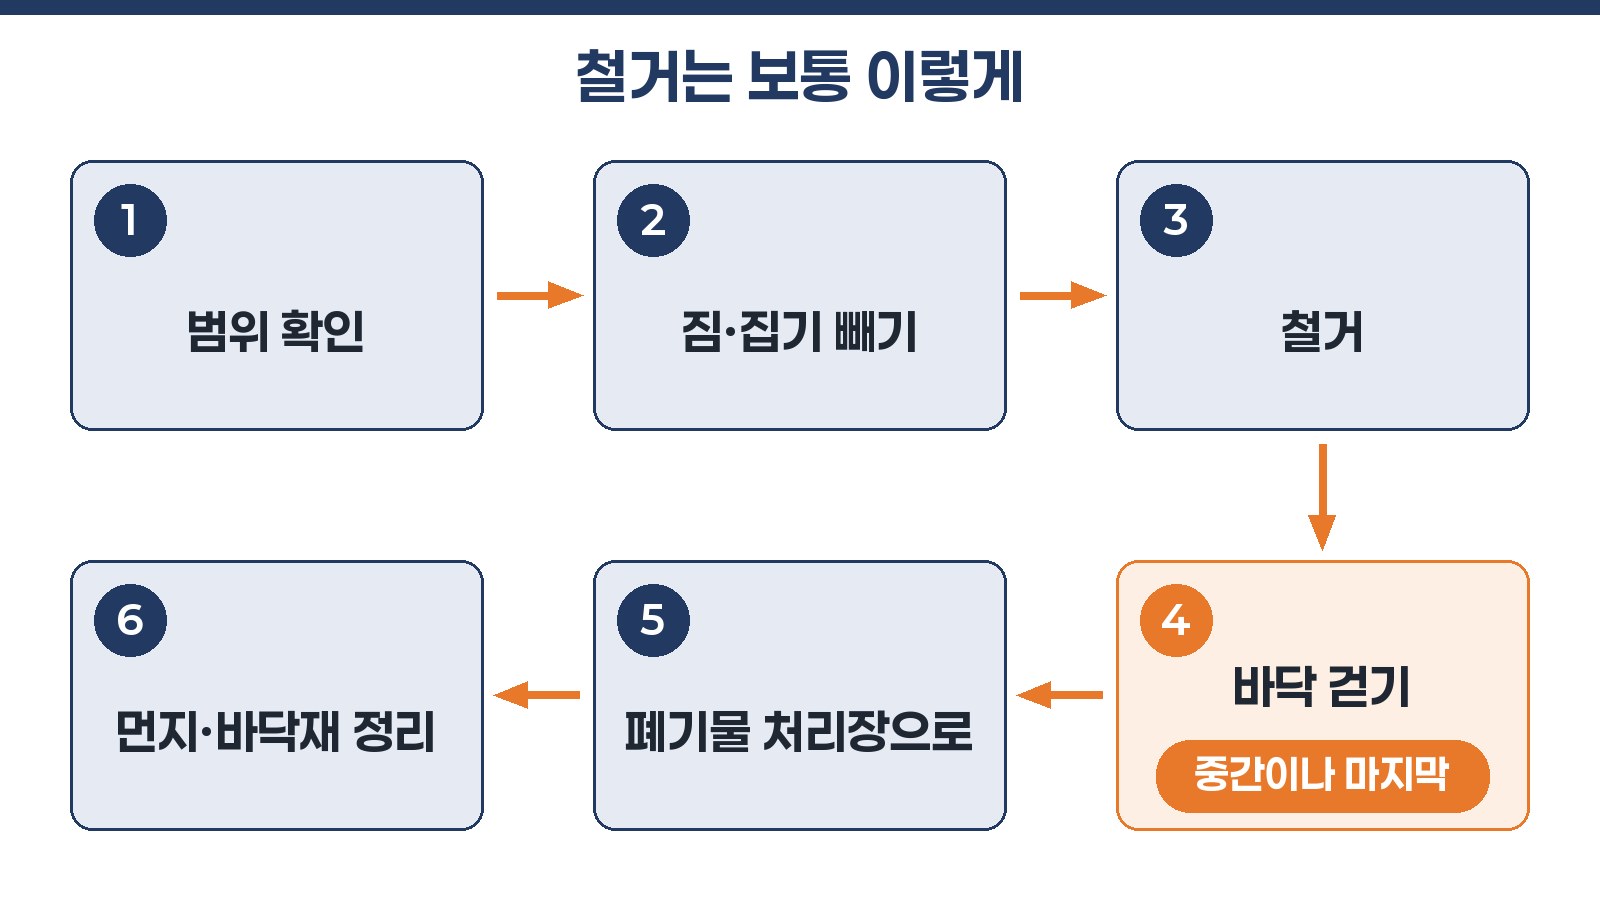 철거는 보통 이렇게
1
범위 확인
2
짐·집기 빼기
3
철거
4
바닥 걷기
중간이나 마지막
5
폐기물 처리장으로
6
먼지·바닥재 정리